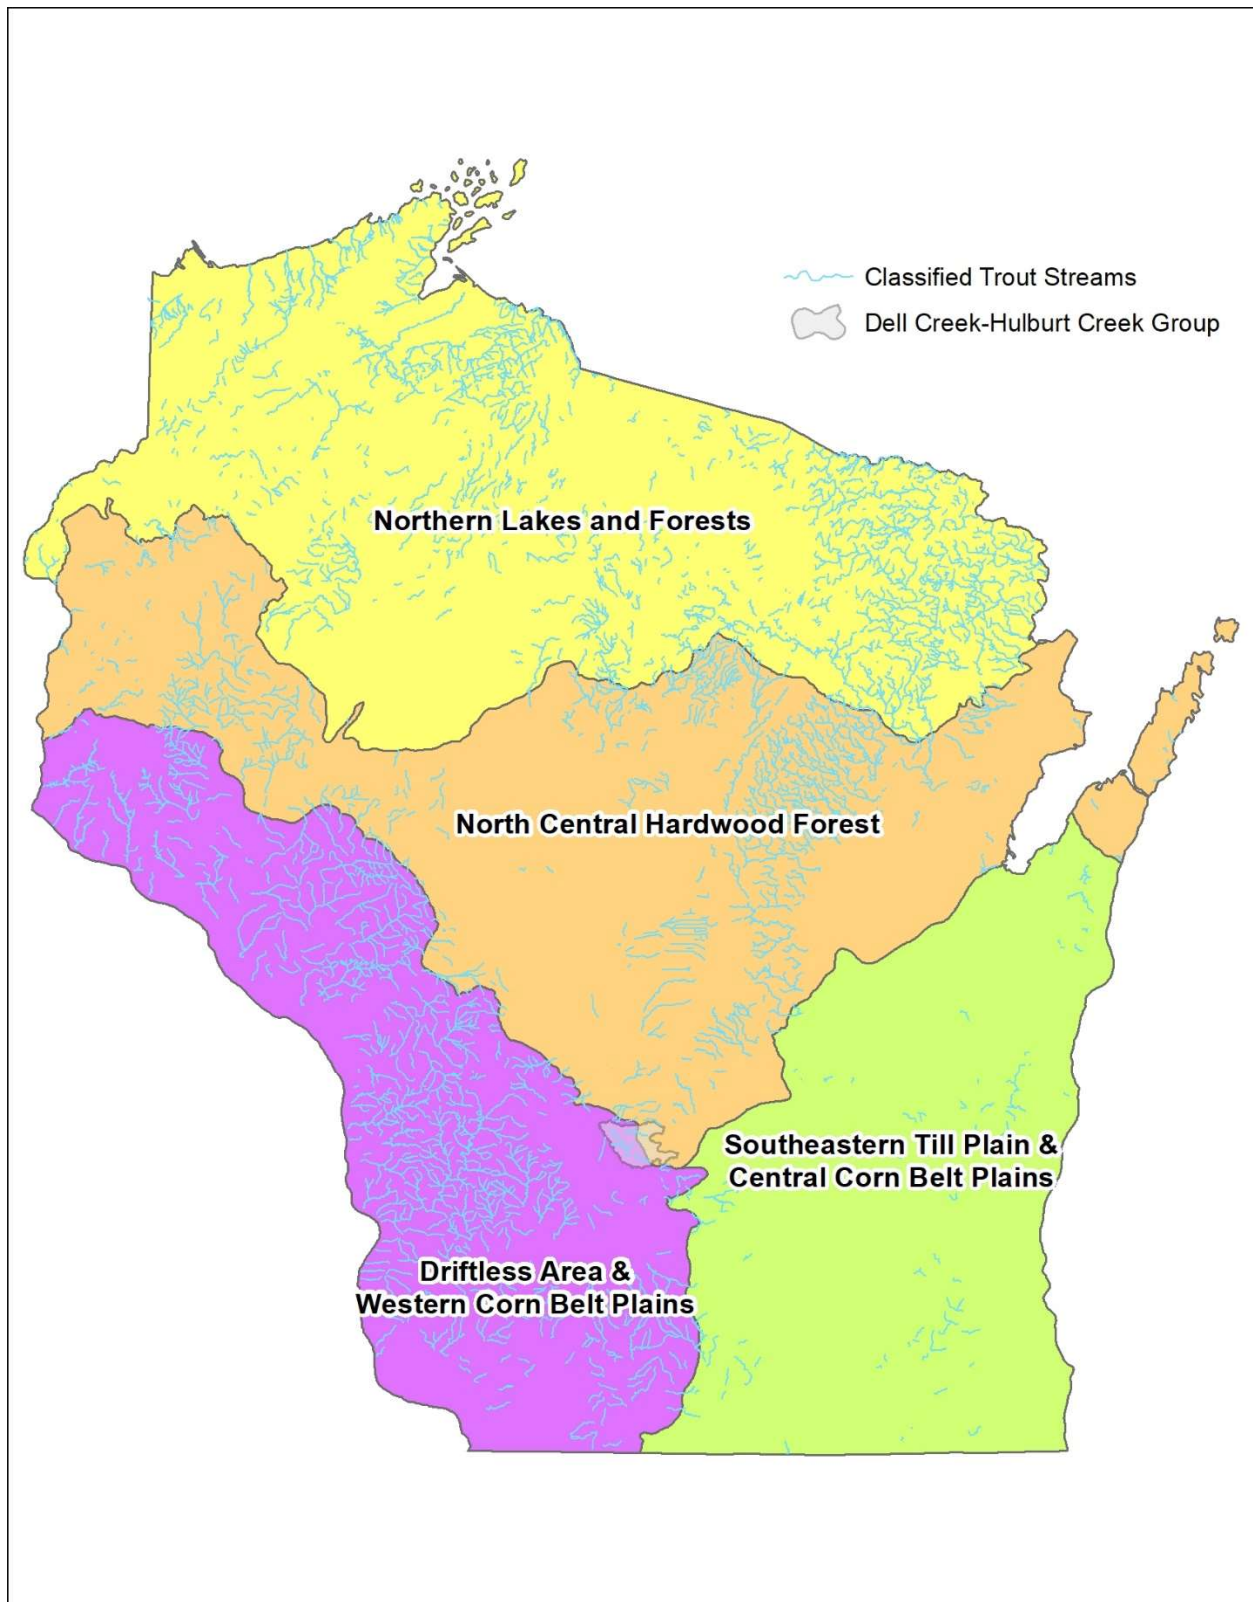 Classified Trout Streams
Dell Creek-Hulburt Creek Group
Northern Lakes and Forests
North Central Hardwood Forest
Southeastern Till Plain &
Central Corn Belt Plains
Driftless Area &
Western Corn Belt Plains